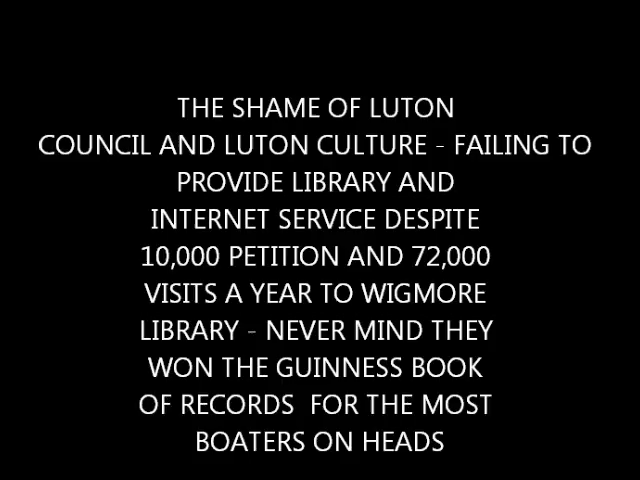 THE SHAME OF LUTON
COUNCIL AND LUTON CULTURE - FAILING TO
PROVIDE LIBRARY AND
INTERNET SERVICE DESPITE
10,000 PETITION AND 72,000
VISITS A YEAR TO WIGMORE
LIBRARY - NEVER MIND THEY
WON THE GUINNESS BOOK
OF RECORDS  FOR THE MOST
BOATERS ON HEADS